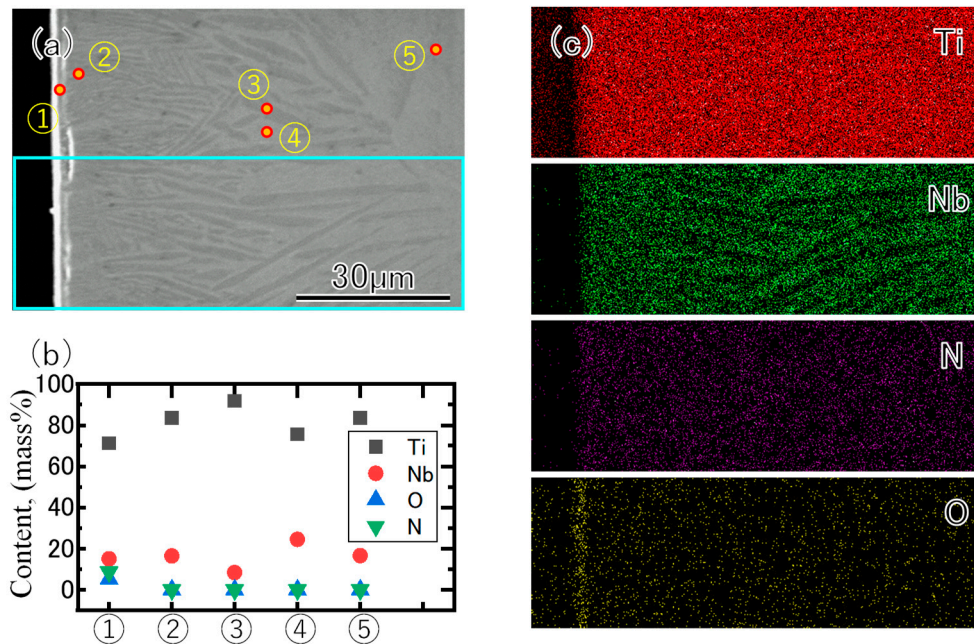 (a)
②
⑤
①
③
④
30μm
(b)
Content, (mass%)
100
80
60
40
20
0
Ti
Nb
O
N
① ② ③ ④ ⑤
(c)
Ti
Nb
N
O